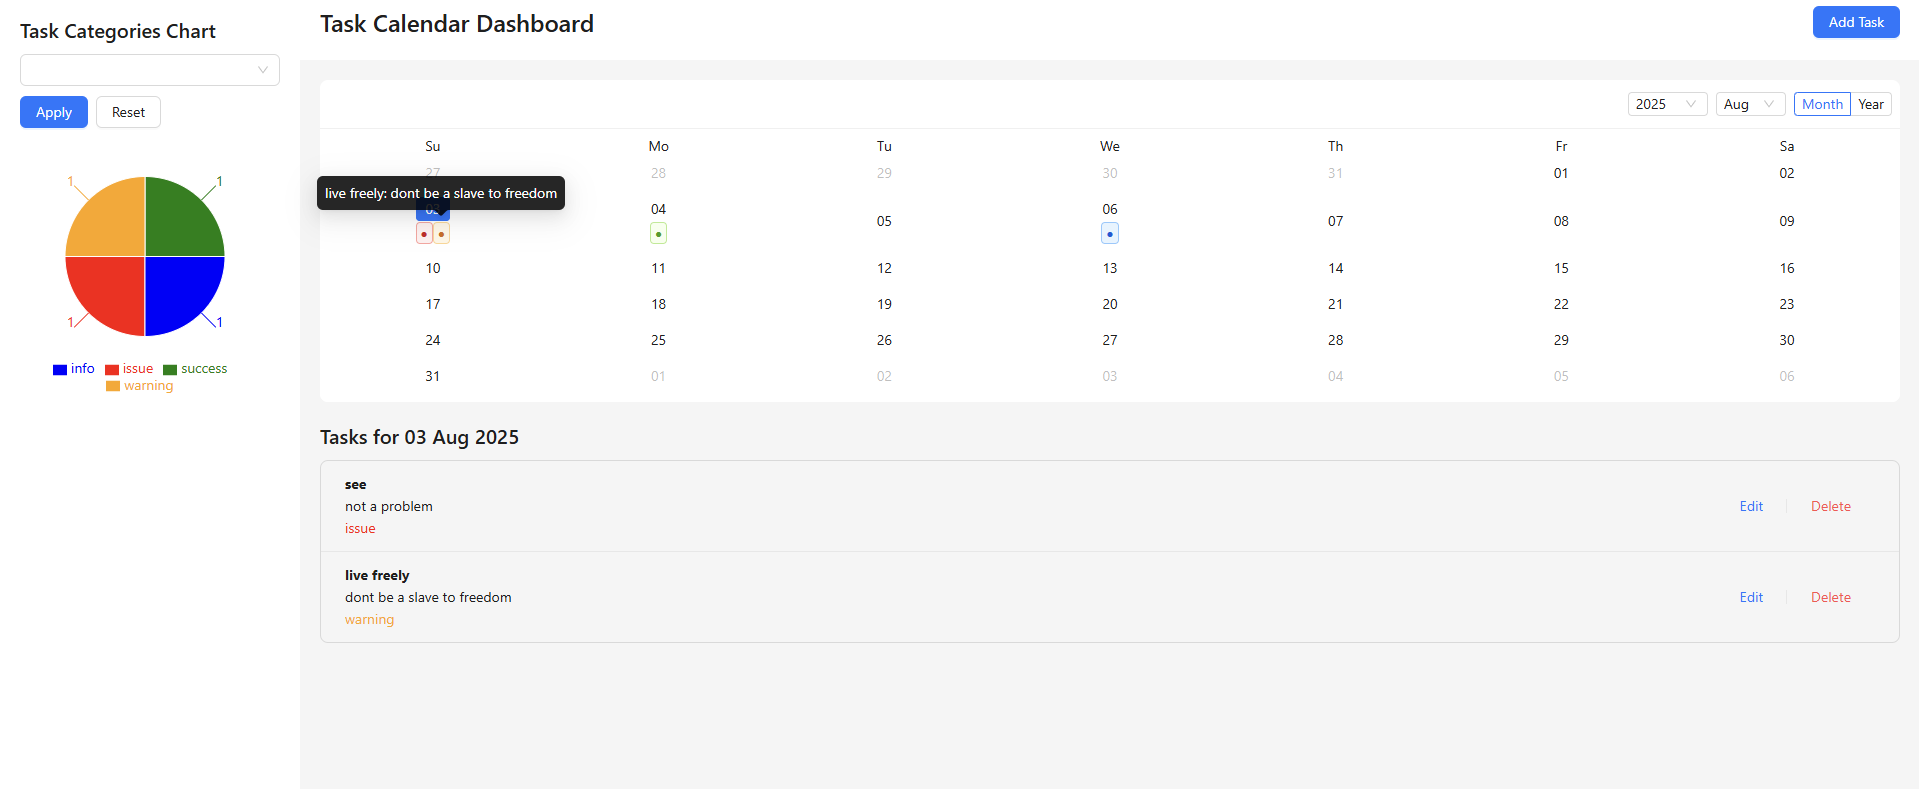 Task Categories Chart
Apply
Reset
1
1
1
1
info
issue
success
warning
Task Calendar Dashboard
Add Task
2025
Aug
Month
Year
Su Mo Tu We Th Fr Sa
27 28 29 30 31 01 02
live freely: dont be a slave to freedom
04 05 06 07 08 09
10 11 12 13 14 15 16
17 18 19 20 21 22 23
24 25 26 27 28 29 30
31 01 02 03 04 05 06
Tasks for 03 Aug 2025
see
not a problem
issue
Edit
Delete
live freely
dont be a slave to freedom
warning
Edit
Delete